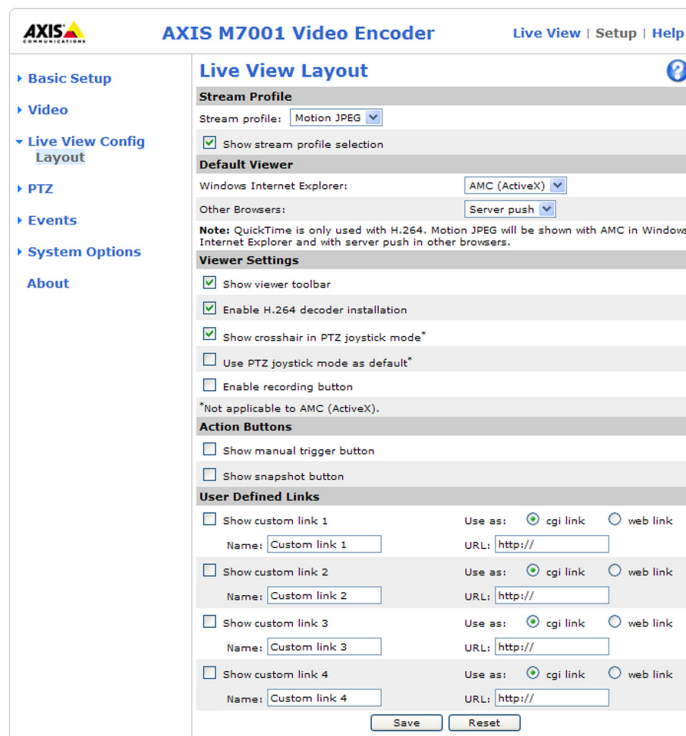 AXIS
COMMUNICATIONS
AXIS M7001 Video Encoder
Live View | Setup | Help
Basic Setup
Video
Live View Config
Layout
PTZ
Events
System Options
About
Live View Layout
?
Stream Profile
Stream profile: Motion JPEG
Show stream profile selection
Default Viewer
Windows Internet Explorer: AMC (ActiveX)
Other Browsers: Server push
Note: QuickTime is only used with H.264. Motion JPEG will be shown with AMC in Windows
Internet Explorer and with server push in other browsers.
Viewer Settings
Show viewer toolbar
Enable H.264 decoder installation
Show crosshair in PTZ joystick mode*
Use PTZ joystick mode as default*
Enable recording button
*Not applicable to AMC (ActiveX).
Action Buttons
Show manual trigger button
Show snapshot button
User Defined Links
Show custom link 1 Use as: cgi link web link
Name: Custom link 1 URL: http://
Show custom link 2 Use as: cgi link web link
Name: Custom link 2 URL: http://
Show custom link 3 Use as: cgi link web link
Name: Custom link 3 URL: http://
Show custom link 4 Use as: cgi link web link
Name: Custom link 4 URL: http://
Save Reset